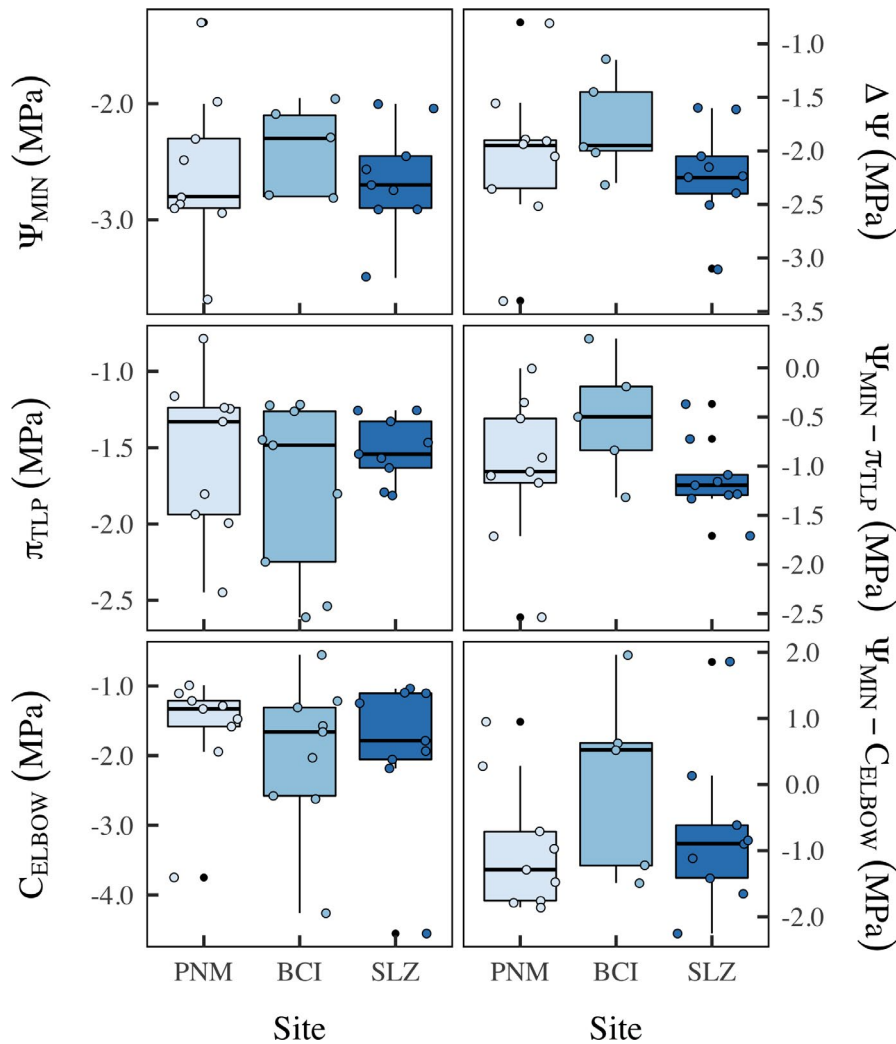 Ψ_MIN (MPa)
-2.0
-3.0
Δ Ψ (MPa)
-1.0
-1.5
-2.0
-2.5
-3.0
-3.5
π_TLP (MPa)
-1.0
-1.5
-2.0
-2.5
Ψ_MIN − π_TLP (MPa)
0.0
-0.5
-1.0
-1.5
-2.0
-2.5
C_ELBOW (MPa)
-1.0
-2.0
-3.0
-4.0
Ψ_MIN − C_ELBOW (MPa)
2.0
1.0
0.0
-1.0
-2.0
PNM BCI SLZ
PNM BCI SLZ
Site
Site